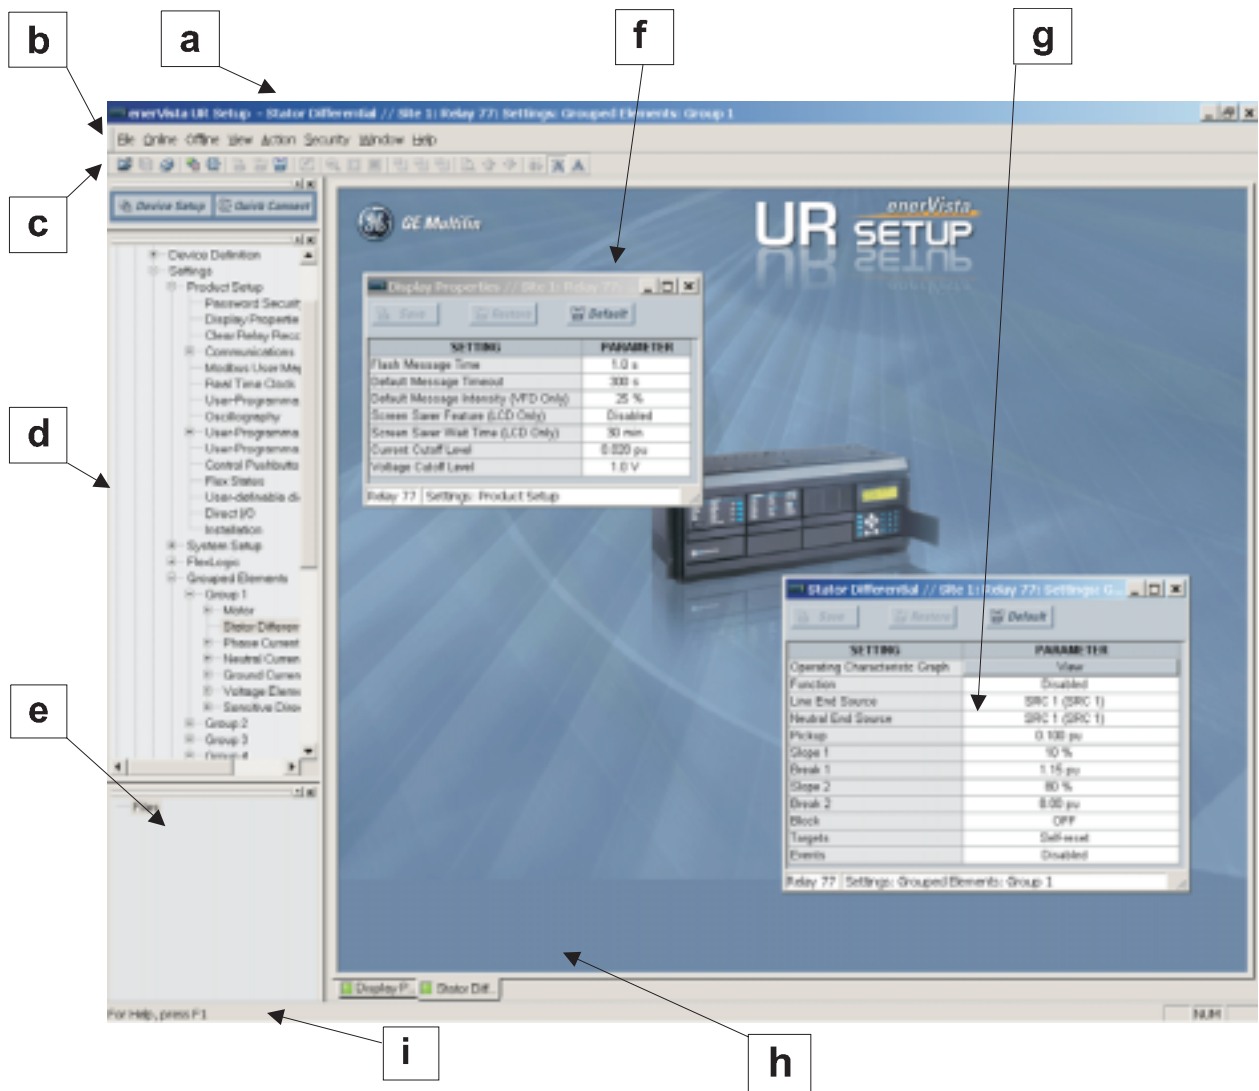 b
a
f
g
enerVista UR Setup - Stator Differential // Site 1: Relay 77: Settings: Grouped Elements: Group 1
File Online Offline View Action Security Window Help
c
Device Setup Quick Connect
GE Multilin
enerVista
UR SETUP
Device Definition
Settings
Product Setup
Password Securit
Display Propertie
Clear Relay Reco
Communications
Modbus User Map
Real Time Clock
User-Programma
Oscillography
User-Programma
User-Programma
Control Pushbutto
Flex States
User-definable di
Direct I/O
Installation
System Setup
FlexLogic
Grouped Elements
Group 1
Motor
Stator Differen
Phase Current
Neutral Curren
Ground Curren
Voltage Eleme
Sensitive Direc
Group 2
Group 3
Group 4
d
Display Properties // Site 1: Relay 77: ...
Save Restore Default
SETTING PARAMETER
Flash Message Time 1.0 s
Default Message Timeout 300 s
Default Message Intensity (VFD Only) 25 %
Screen Saver Feature (LCD Only) Disabled
Screen Saver Wait Time (LCD Only) 30 min
Current Cutoff Level 0.020 pu
Voltage Cutoff Level 1.0 V
Relay 77 Settings: Product Setup
Stator Differential // Site 1: Relay 77: Settings: G...
Save Restore Default
SETTING PARAMETER
Operating Characteristic Graph View
Function Disabled
Line End Source SRC 1 (SRC 1)
Neutral End Source SRC 1 (SRC 1)
Pickup 0.100 pu
Slope 1 10 %
Break 1 1.15 pu
Slope 2 80 %
Break 2 8.00 pu
Block OFF
Targets Self-reset
Events Disabled
Relay 77 Settings: Grouped Elements: Group 1
e
Files
Display P... Stator Diff...
For Help, press F1
NUM
i
h